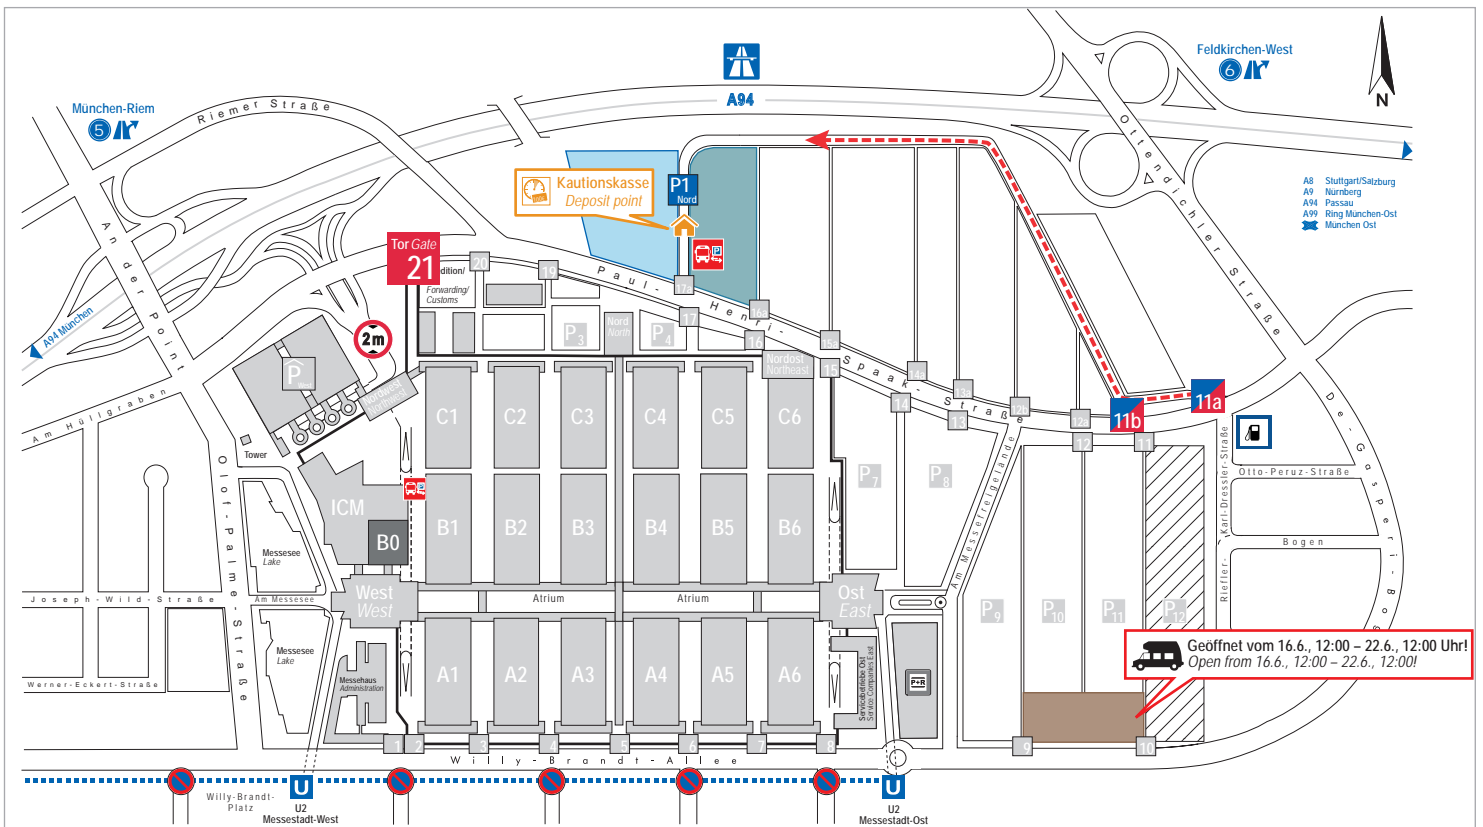 A94
Feldkirchen-West
6
N
München-Riem
5
Riemer Straße
Ottendichler Straße
A8 Stuttgart/Salzburg
A9 Nürnberg
A94 Passau
A99 Ring München-Ost
München Ost
Kautionskasse
Deposit point
P1
Nord
Tor Gate
21
Forwarding/
Customs
20
19
17a
16a
15a
14a
13a
12b
12a
11b
11a
Paul-Henri-Spaak-Straße
An der Point
A94 München
2m
P
West
P3
Nord
North
P4
17
16
15
14
13
12
11
Nordost
Northeast
Nordwest
Northwest
Am Hüllgraben
Tower
Olof-Palme-Straße
C1
C2
C3
C4
C5
C6
P7
P8
Am Messefreigelände
Karl-Dressler-Straße
Otto-Peruz-Straße
De-Gasperi-Bogen
Riefler-
Bogen
ICM
B0
B1
B2
B3
B4
B5
B6
Messesee
Lake
Joseph-Wild-Straße
Am Messesee
West
West
Atrium
Atrium
Ost
East
P9
P10
P11
P12
Geöffnet vom 16.6., 12:00 – 22.6., 12:00 Uhr!
Open from 16.6., 12:00 – 22.6., 12:00!
Messesee
Lake
Werner-Eckert-Straße
Messehaus
Administration
A1
A2
A3
A4
A5
A6
Servicebetriebe Ost
Service Companies East
P+R
1
2
3
4
5
6
7
8
9
10
Willy-Brandt-Allee
Willy-Brandt-
Platz
U
U2
Messestadt-West
U
U2
Messestadt-Ost